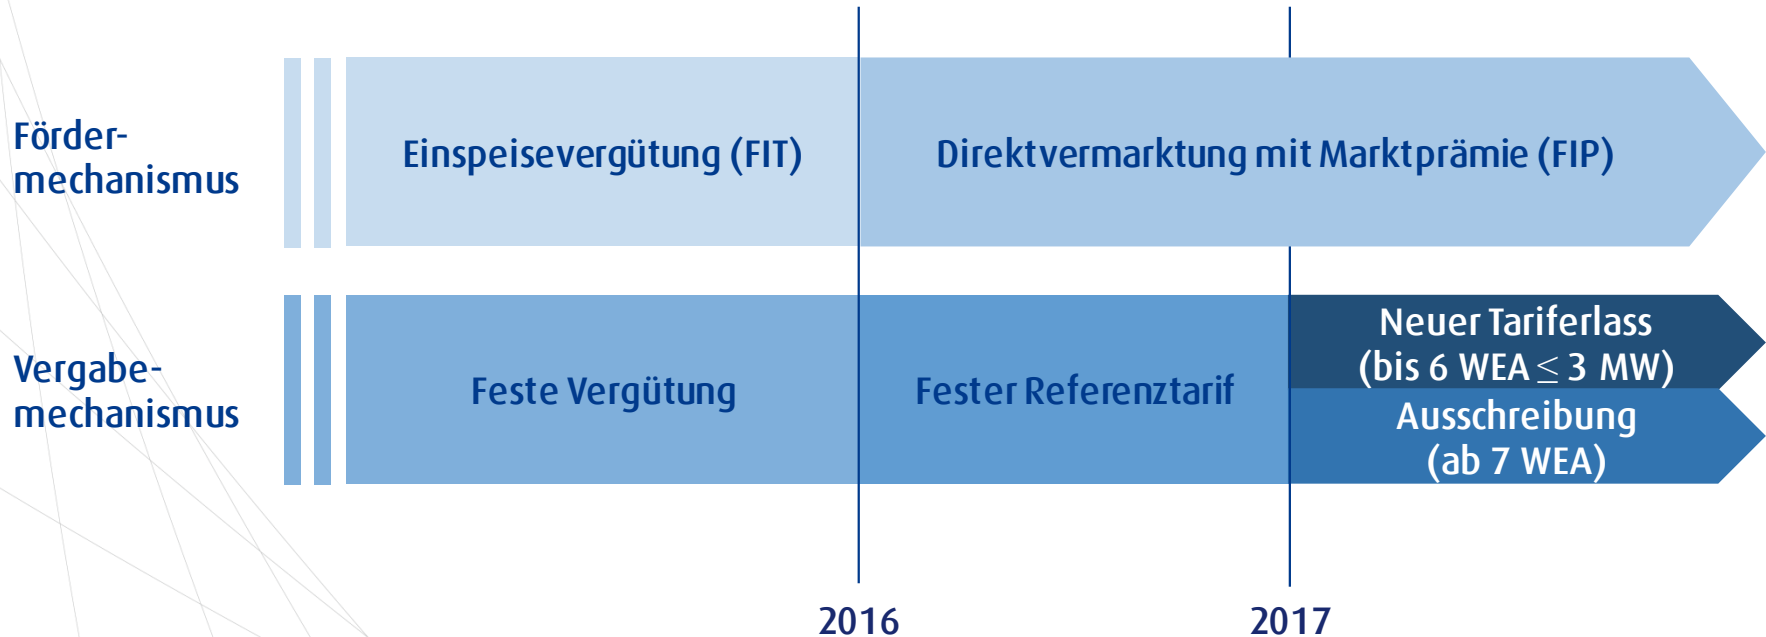 Förder-
mechanismus
Einspeisevergütung (FIT)
Direktvermarktung mit Marktprämie (FIP)
Vergabe-
mechanismus
Feste Vergütung
Fester Referenztarif
Neuer Tariferlass
(bis 6 WEA ≤ 3 MW)
Ausschreibung
(ab 7 WEA)
2016
2017